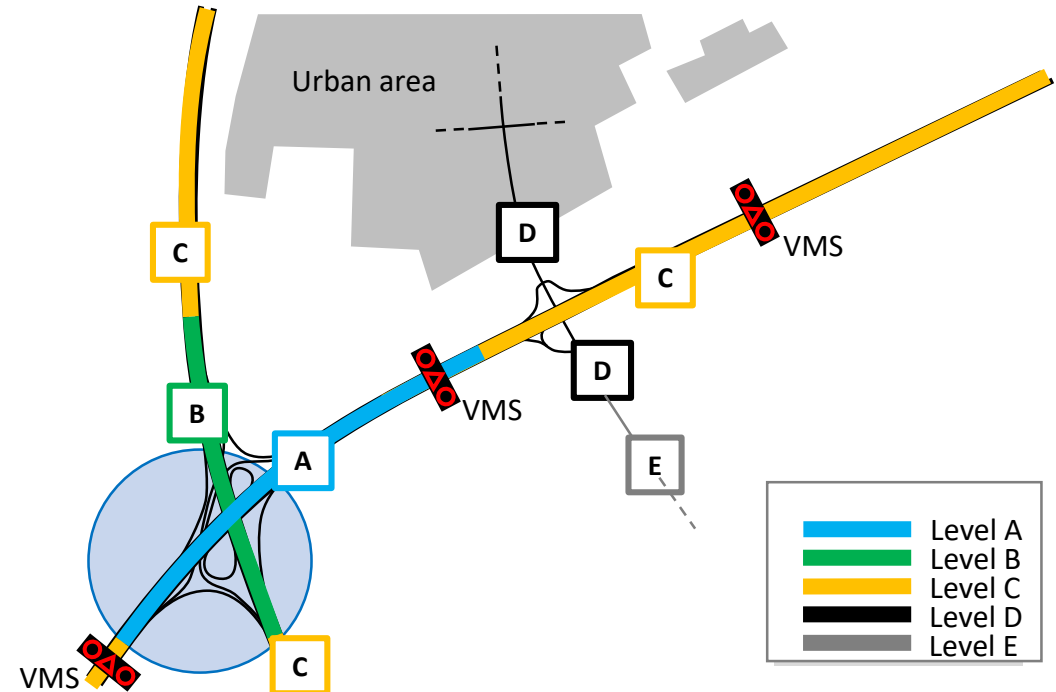 Urban area
D
C
VMS
C
D
VMS
B
A
E
Level A
Level B
Level C
Level D
Level E
C
VMS